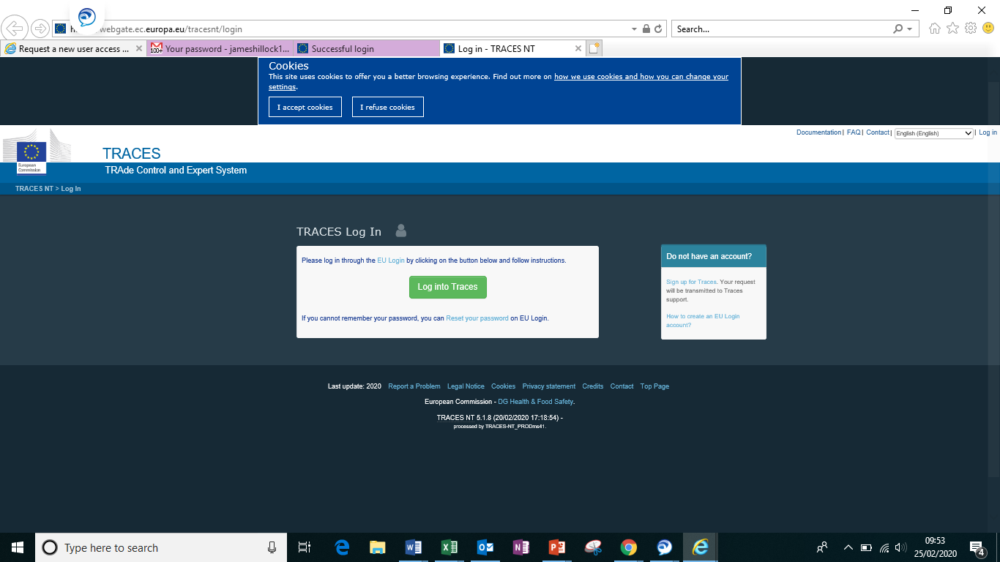 webgate.ec.europa.eu/tracesnt/login
Search...
Request a new user access ...
100+
Your password - jameshillock1...
Successful login
Log in - TRACES NT
Cookies
This site uses cookies to offer you a better browsing experience. Find out more on how we use cookies and how you can change your
settings.
I accept cookies
I refuse cookies
Documentation| FAQ| Contact| English (English) | Log in
European
Commission
TRACES
TRAde Control and Expert System
TRACES NT > Log In
TRACES Log In
Please log in through the EU Login by clicking on the button below and follow instructions.
Log into Traces
If you cannot remember your password, you can Reset your password on EU Login.
Do not have an account?
Sign up for Traces. Your request
will be transmitted to Traces
support.
How to create an EU Login
account?
Last update: 2020 Report a Problem Legal Notice Cookies Privacy statement Credits Contact Top Page
European Commission - DG Health & Food Safety.
TRACES NT 5.1.8 (20/02/2020 17:18:54) -
processed by TRACES-NT_PRODms41.
Type here to search
09:53
25/02/2020
4